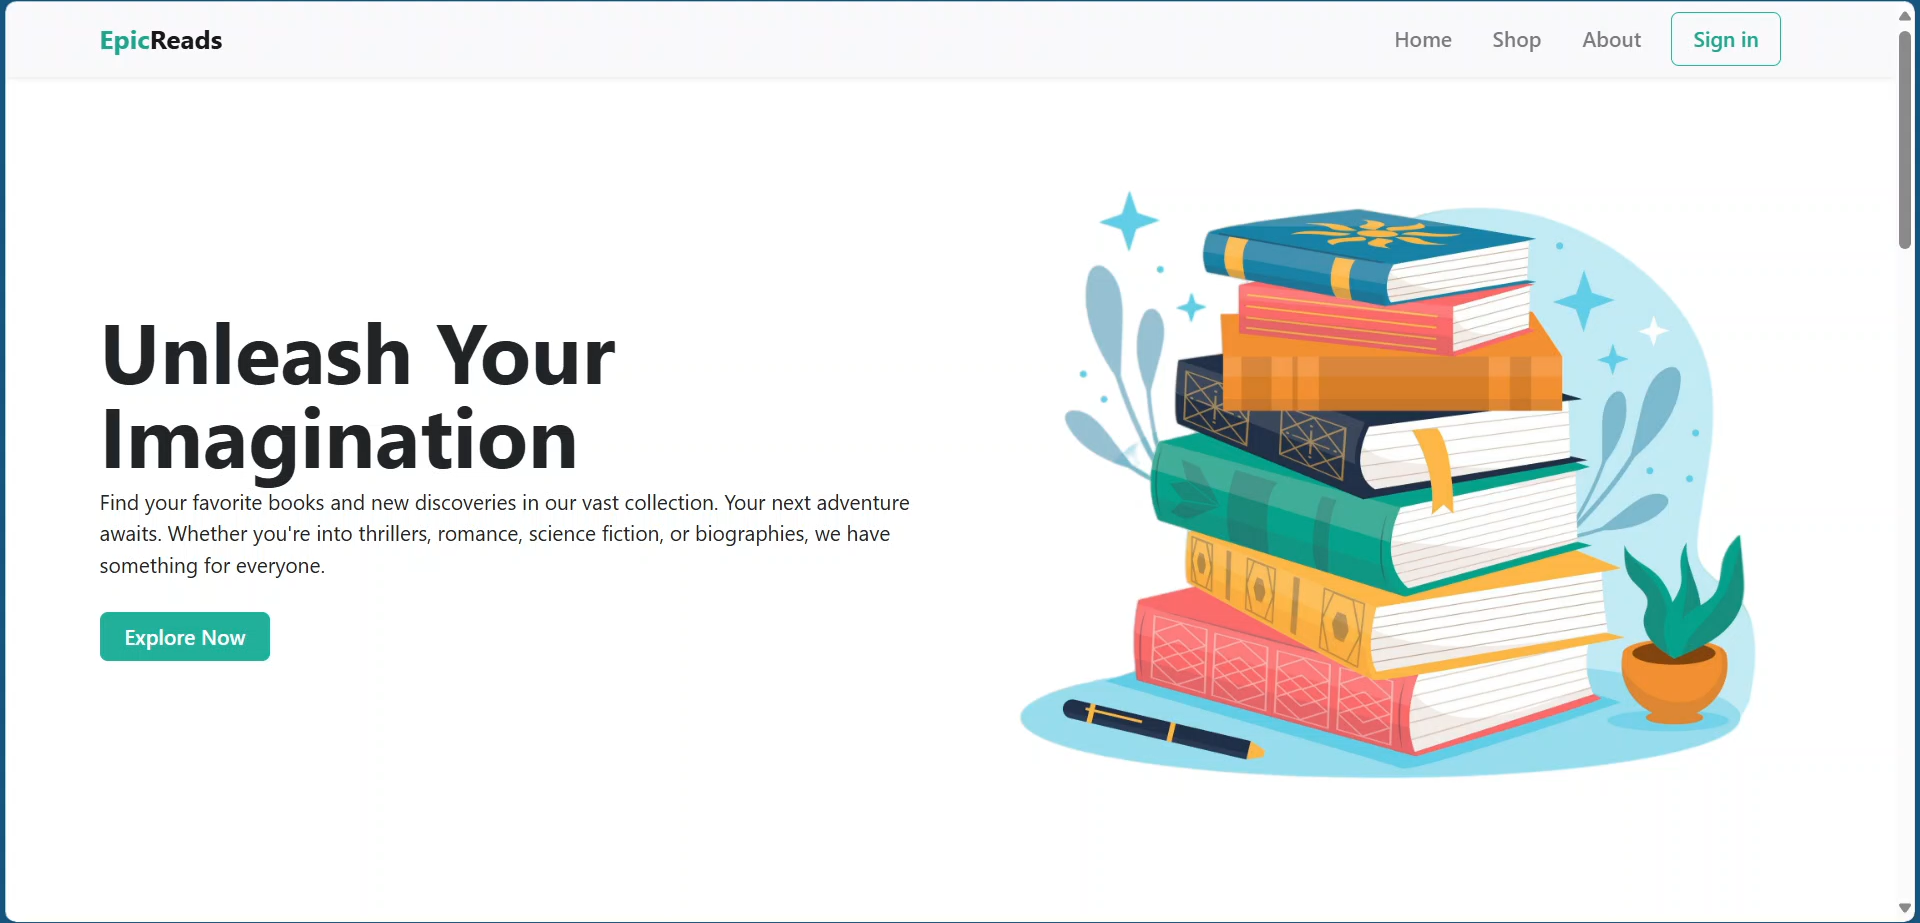 EpicReads
Home
Shop
About
Sign in
Unleash Your
Imagination
Find your favorite books and new discoveries in our vast collection. Your next adventure
awaits. Whether you're into thrillers, romance, science fiction, or biographies, we have
something for everyone.
Explore Now